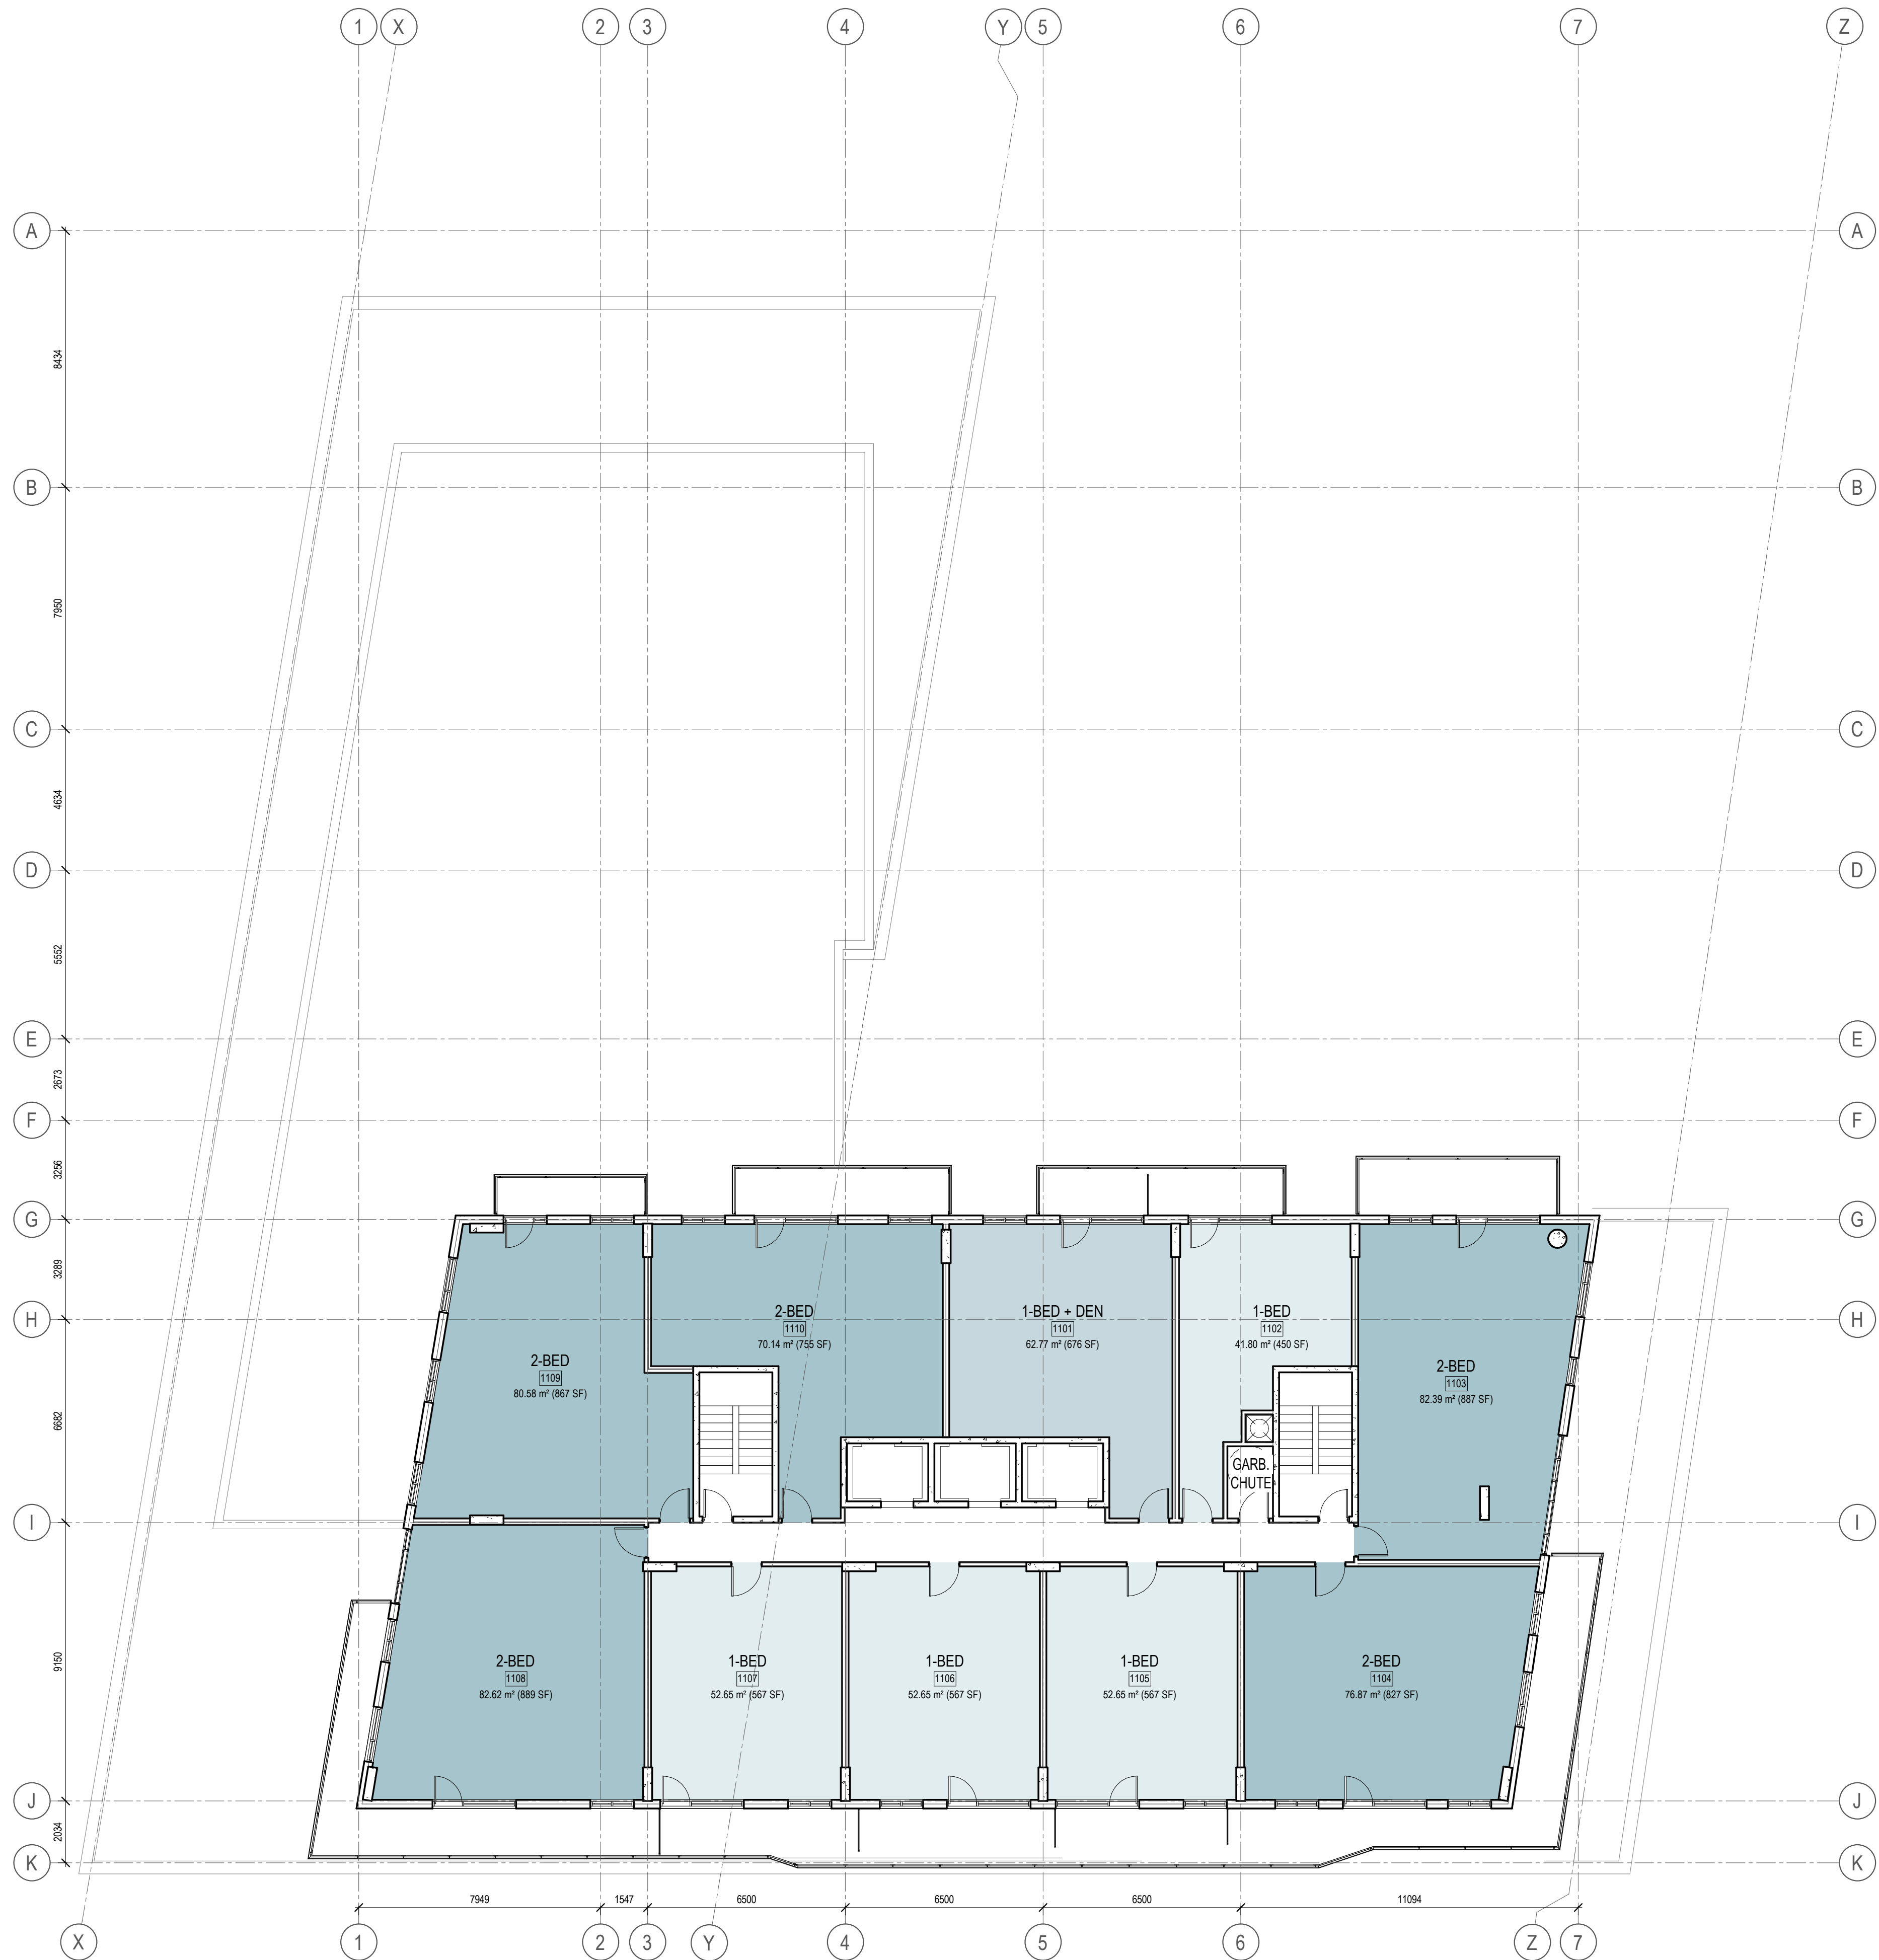 1 X 2 3 4 Y 5 6 7 Z
A A
8434
B B
7950
C C
4634
D D
5552
E E
2673
F F
3256
G G
3289
H H
6682
I I
9150
J J
2034
K K
2-BED
1110
70.14 m² (755 SF)
1-BED + DEN
1101
62.77 m² (676 SF)
1-BED
1102
41.80 m² (450 SF)
2-BED
1109
80.58 m² (867 SF)
2-BED
1103
82.39 m² (887 SF)
GARB.
CHUTE
2-BED
1108
82.62 m² (889 SF)
1-BED
1107
52.65 m² (567 SF)
1-BED
1106
52.65 m² (567 SF)
1-BED
1105
52.65 m² (567 SF)
2-BED
1104
76.87 m² (827 SF)
7949 1547 6500 6500 6500 11094
X 1 2 3 Y 4 5 6 Z 7